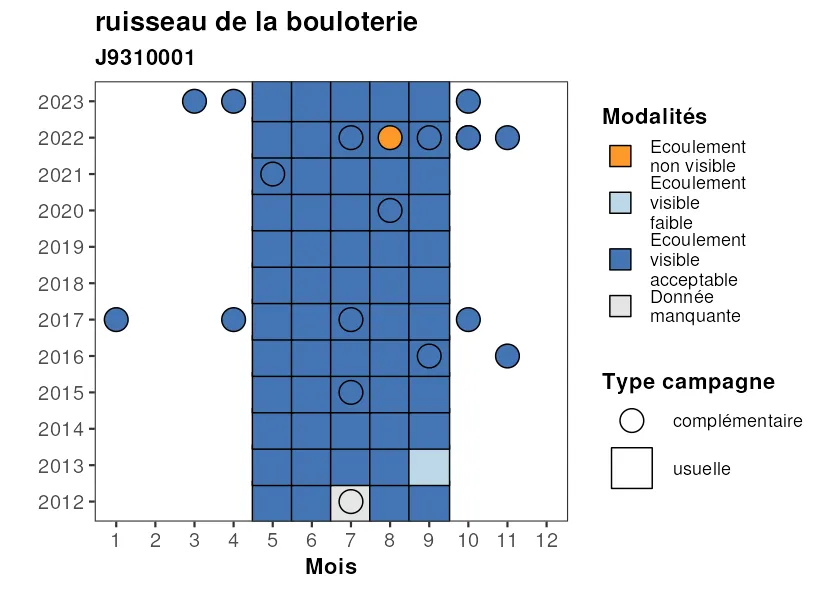 ruisseau de la bouloterie
J9310001
2023
2022
2021
2020
2019
2018
2017
2016
2015
2014
2013
2012
1 2 3 4 5 6 7 8 9 10 11 12
Mois
Modalités
Ecoulement
non visible
Ecoulement
visible
faible
Ecoulement
visible
acceptable
Donnée
manquante
Type campagne
complémentaire
usuelle